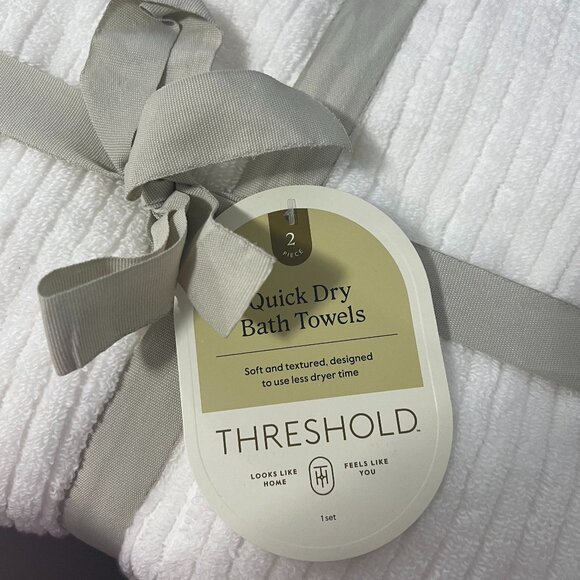 2
PIECE
Quick Dry
Bath Towels
Soft and textured, designed
to use less dryer time
THRESHOLD™
LOOKS LIKE
HOME
FEELS LIKE
YOU
1 set